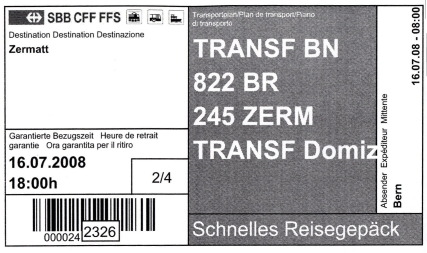 SBB CFF FFS
Destination Destination Destinazione
Zermatt
Garantierte Bezugszeit Heure de retrait
garantie Ora garantita per il ritiro
16.07.2008
18:00h
2/4
000024 2326
Transportplan/Plan de transport/Piano
di transporto
TRANSF BN
822 BR
245 ZERM
TRANSF Domiz
Schnelles Reisegepäck
Absender Expéditeur Mittente
Bern
16.07.08 - 08:00